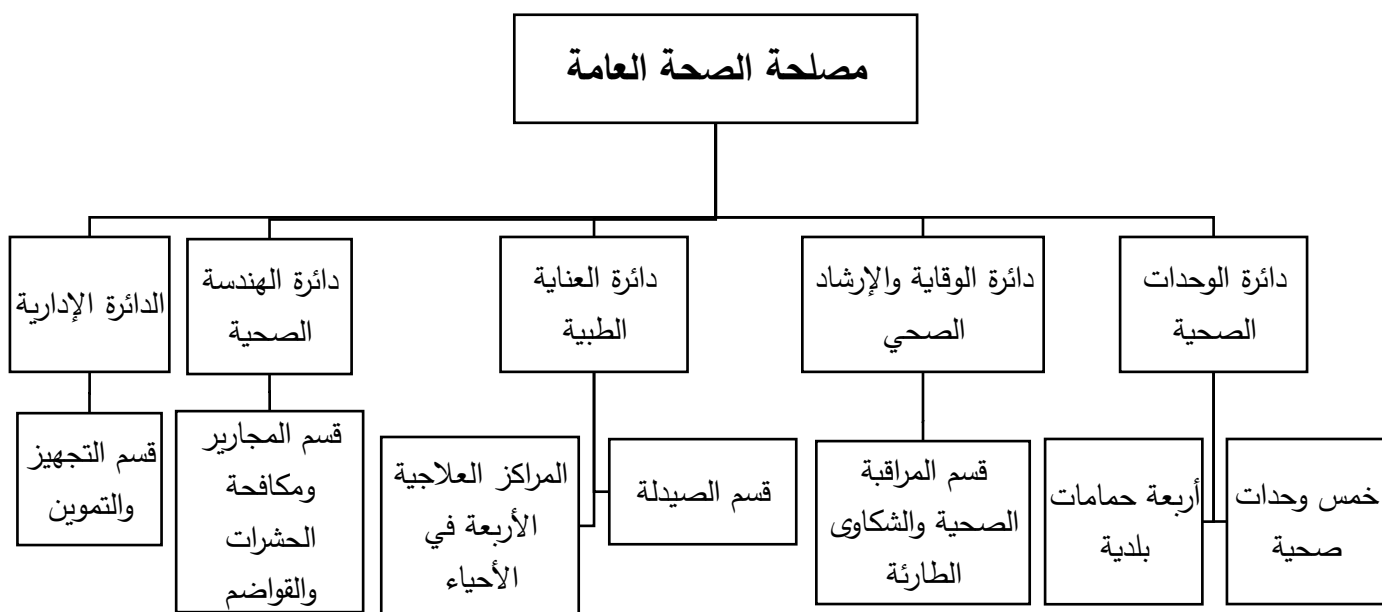 مصلحة الصحة العامة
دائرة الوحدات
الصحية
دائرة الوقاية والإرشاد
الصحي
دائرة العناية
الطبية
دائرة الهندسة
الصحية
الدائرة الإدارية
خمس وحدات
صحية
أربعة حمامات
بلدية
قسم المراقبة
الصحية والشكاوى
الطارئة
قسم الصيدلة
المراكز العلاجية
الأربعة في
الأحياء
قسم المجارير
ومكافحة
الحشرات
والقواضم
قسم التجهيز
والتموين